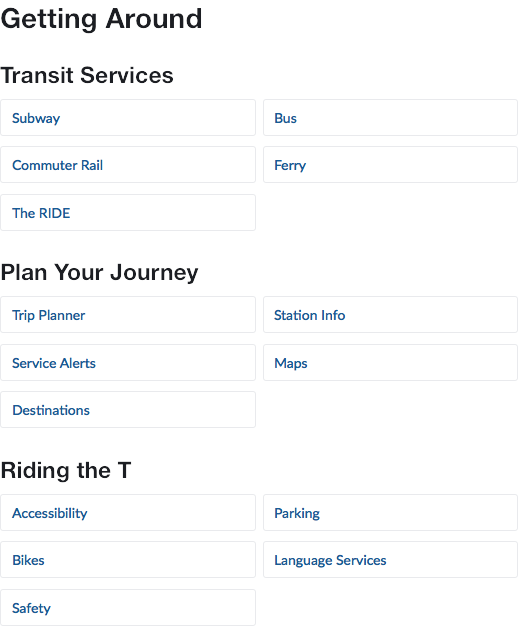 Getting Around
Transit Services
Subway
Bus
Commuter Rail
Ferry
The RIDE
Plan Your Journey
Trip Planner
Station Info
Service Alerts
Maps
Destinations
Riding the T
Accessibility
Parking
Bikes
Language Services
Safety